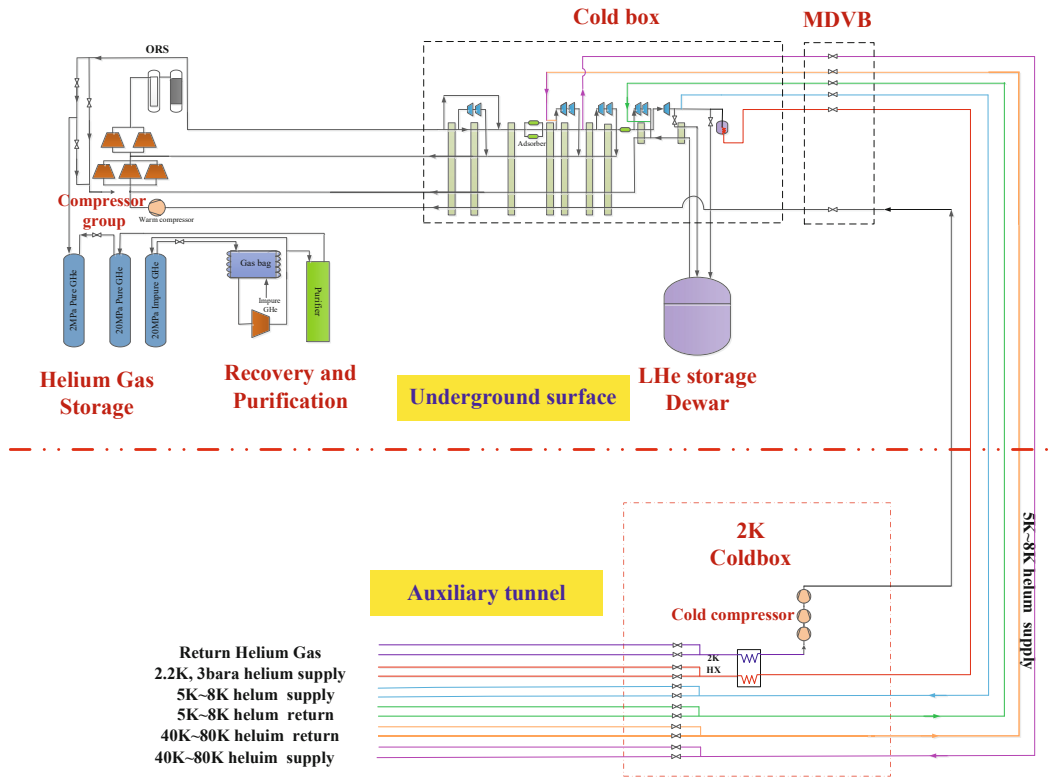 Cold box
MDVB
ORS
Adsorber
Compressor
group
Warm compressor
2MPa Pure GHe
20MPa Pure GHe
20MPa Impure GHe
Gas bag
Impure
GHe
Purifier
Helium Gas
Storage
Recovery and
Purification
Underground surface
LHe storage
Dewar
5K~8K helum supply
2K
Coldbox
Auxiliary tunnel
Cold compressor
2K
HX
Return Helium Gas
2.2K, 3bara helium supply
5K~8K helum supply
5K~8K helum return
40K~80K heluim return
40K~80K heluim supply